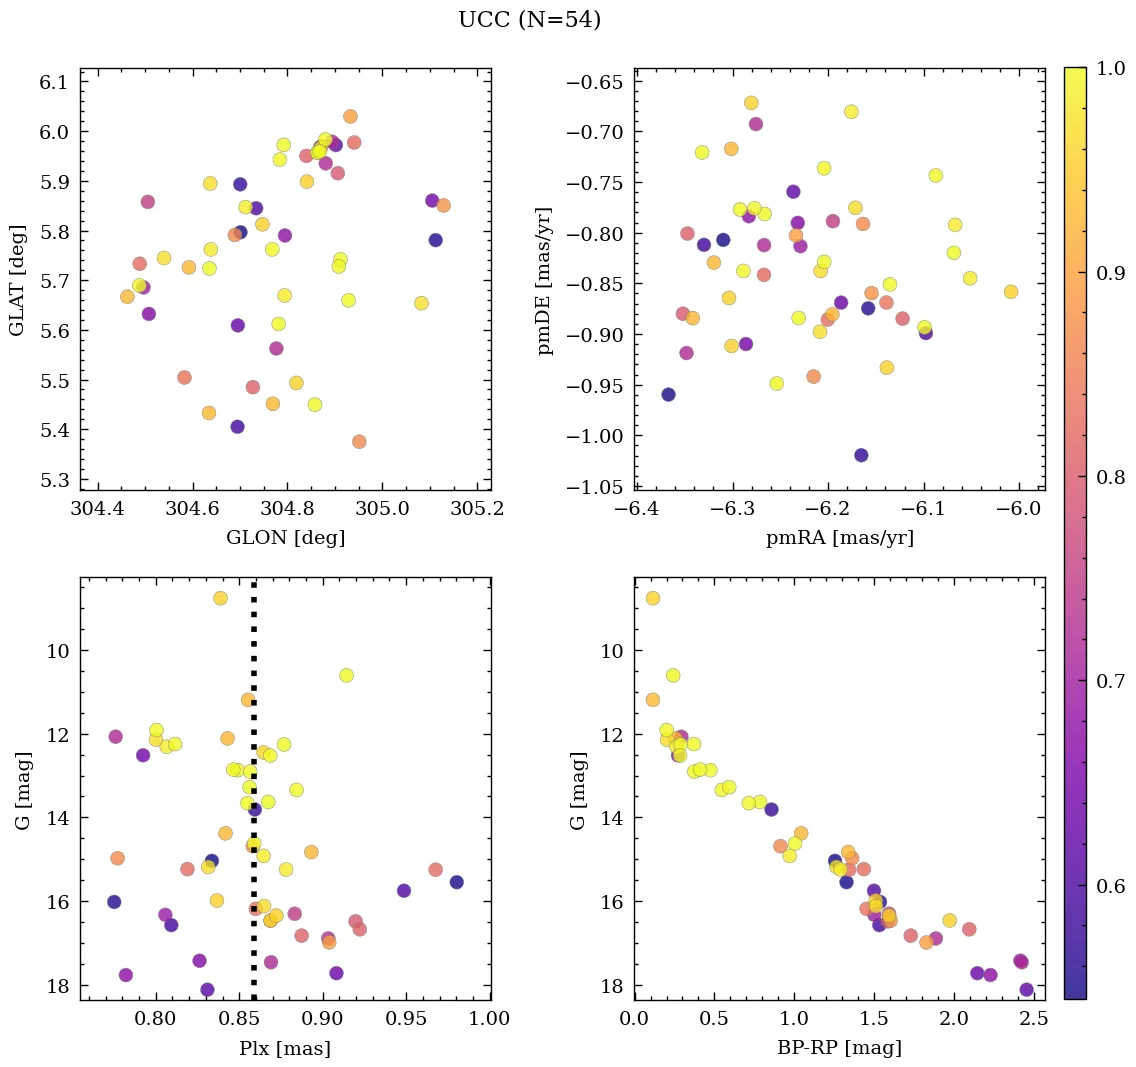 UCC (N=54)
6.1
6.0
5.9
5.8
5.7
5.6
5.5
5.4
5.3
GLAT [deg]
304.4 304.6 304.8 305.0 305.2
GLON [deg]
−0.65
−0.70
−0.75
−0.80
−0.85
−0.90
−0.95
−1.00
−1.05
pmDE [mas/yr]
−6.4 −6.3 −6.2 −6.1 −6.0
pmRA [mas/yr]
10
12
14
16
18
G [mag]
0.80 0.85 0.90 0.95 1.00
Plx [mas]
10
12
14
16
18
G [mag]
0.0 0.5 1.0 1.5 2.0 2.5
BP-RP [mag]
1.0
0.9
0.8
0.7
0.6